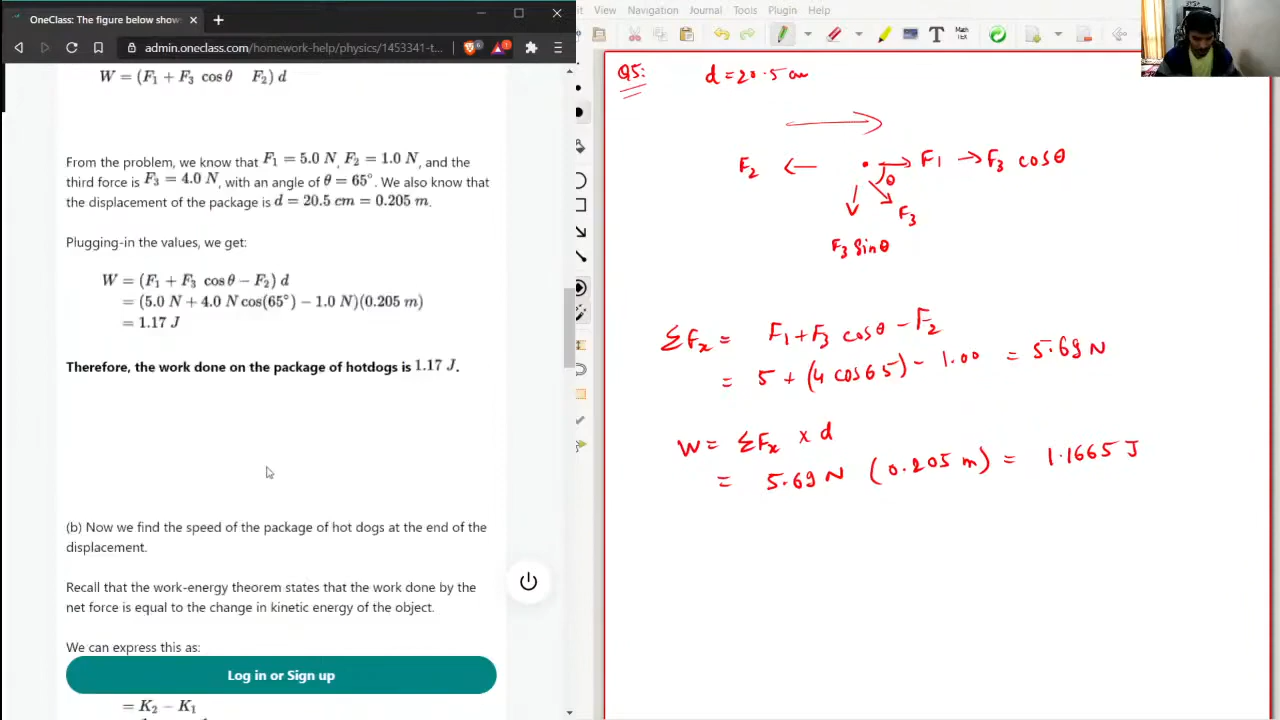 OneClass: The figure below show
admin.oneclass.com/homework-help/physics/1453341-t...
6
1
W = (F₁ + F₃ cos θ F₂) d
From the problem, we know that F₁ = 5.0 N, F₂ = 1.0 N, and the
third force is F₃ = 4.0 N, with an angle of θ = 65°. We also know that
the displacement of the package is d = 20.5 cm = 0.205 m.
Plugging-in the values, we get:
W = (F₁ + F₃ cos θ − F₂) d
= (5.0 N + 4.0 N cos(65°) − 1.0 N)(0.205 m)
= 1.17 J
Therefore, the work done on the package of hotdogs is 1.17 J.
(b) Now we find the speed of the package of hot dogs at the end of the
displacement.
Recall that the work-energy theorem states that the work done by the
net force is equal to the change in kinetic energy of the object.
We can express this as:
Log in or Sign up
= K₂ − K₁
View Navigation Journal Tools Plugin Help
T MATH TEX
Q5: d = 20.5 cm
F₂ F₁ F₃ cosθ
θ
F₃
F₃ sinθ
ΣFₓ = F₁ + F₃ cosθ − F₂
= 5 + (4 cos65) − 1.00 = 5.69 N
W = ΣFₓ x d
= 5.69 N (0.205 m) = 1.1665 J